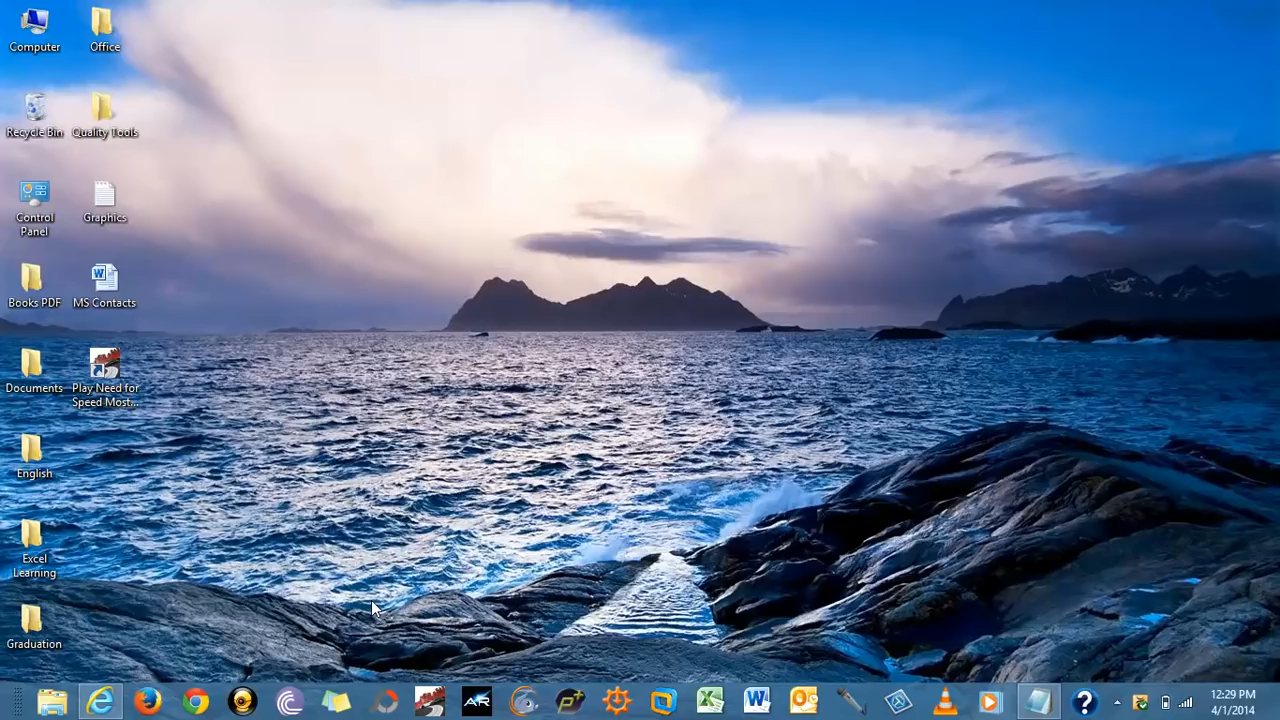 Computer
Office
Recycle Bin
Quality Tools
Control
Panel
Graphics
Books PDF
MS Contacts
Documents
Play Need for
Speed Most...
English
Excel
Learning
Graduation
AR
12:29 PM
4/1/2014